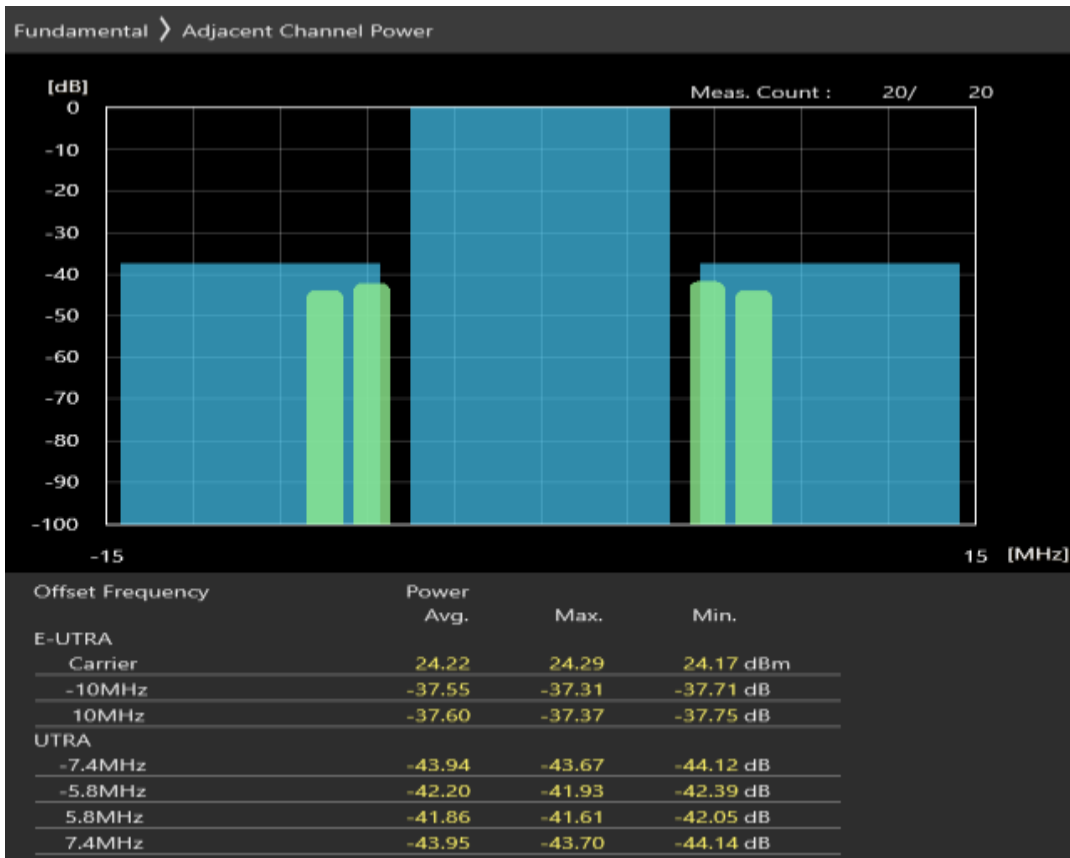 Fundamental 〉 Adjacent Channel Power
[dB]
Meas. Count : 20/ 20
0
-10
-20
-30
-40
-50
-60
-70
-80
-90
-100
-15 15 [MHz]
Offset Frequency Power
Avg. Max. Min.
E-UTRA
Carrier 24.22 24.29 24.17 dBm
-10MHz -37.55 -37.31 -37.71 dB
10MHz -37.60 -37.37 -37.75 dB
UTRA
-7.4MHz -43.94 -43.67 -44.12 dB
-5.8MHz -42.20 -41.93 -42.39 dB
5.8MHz -41.86 -41.61 -42.05 dB
7.4MHz -43.95 -43.70 -44.14 dB